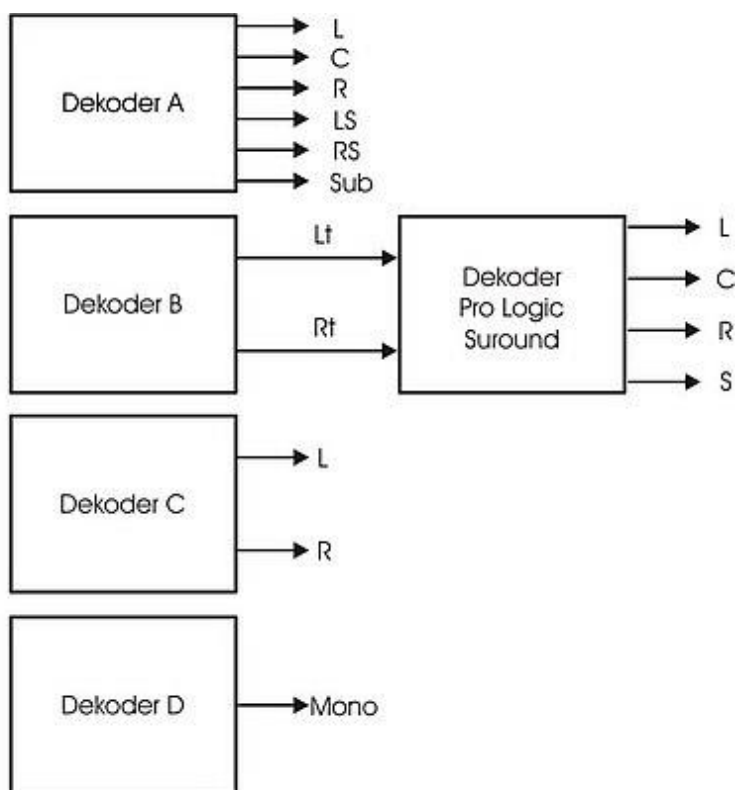 Dekoder A
L
C
R
LS
RS
Sub
Dekoder B
Lt
Rt
Dekoder
Pro Logic
Suround
L
C
R
S
Dekoder C
L
R
Dekoder D
Mono